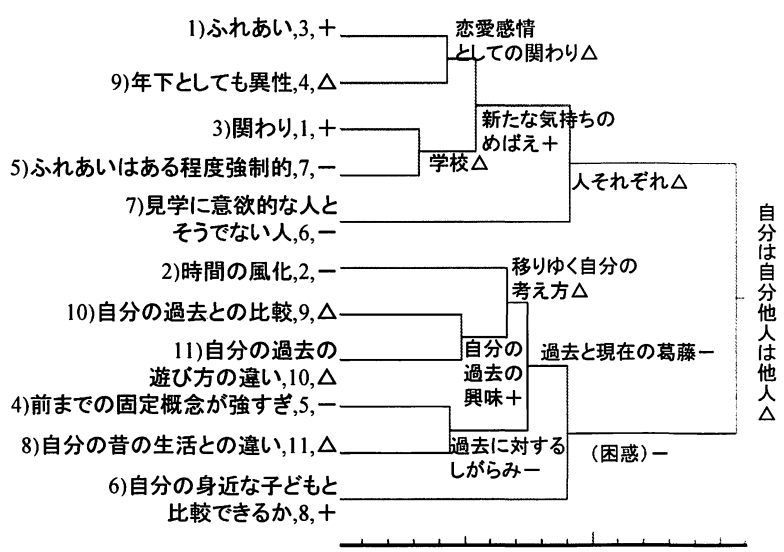 1)ふれあい,3,+
恋愛感情
としての関わり△
9)年下としても異性,4,△
3)関わり,1,+
新たな気持ちの
めばえ+
学校△
5)ふれあいはある程度強制的,7,−
人それぞれ△
7)見学に意欲的な人と
そうでない人,6,−
自分は自分他人は他人△
2)時間の風化,2,−
移りゆく自分の
考え方△
10)自分の過去との比較,9,△
11)自分の過去の
遊び方の違い,10,△
自分の
過去の
興味+
過去と現在の葛藤−
4)前までの固定概念が強すぎ,5,−
8)自分の昔の生活との違い,11,△
過去に対する
しがらみ−
(困惑)−
6)自分の身近な子どもと
比較できるか,8,+